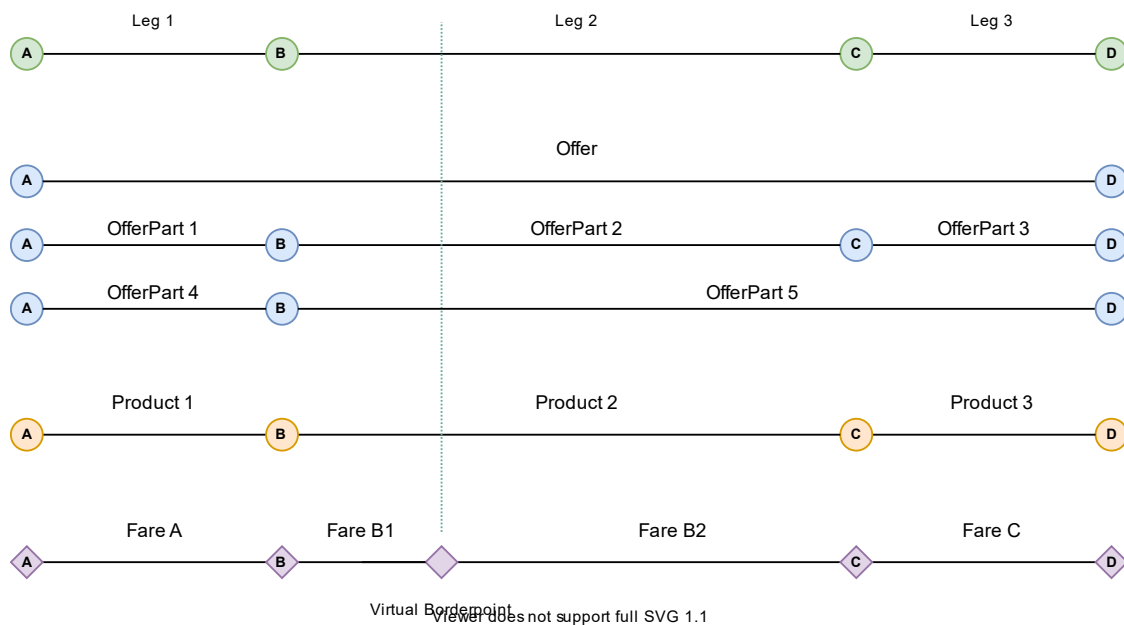 Leg 1 Leg 2 Leg 3
A B C D
Offer
A D
OfferPart 1 OfferPart 2 OfferPart 3
A B C D
OfferPart 4 OfferPart 5
A B D
Product 1 Product 2 Product 3
A B C D
Fare A Fare B1 Fare B2 Fare C
A B C D
Virtual Borderpoint
Viewer does not support full SVG 1.1